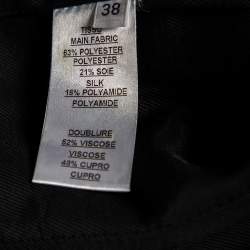 38
TISSU
MAIN FABRIC
63% POLYESTER
POLYESTER
21% SOIE
SILK
16% POLYAMIDE
POLYAMIDE
DOUBLURE
52% VISCOSE
VISCOSE
48% CUPRO
CUPRO